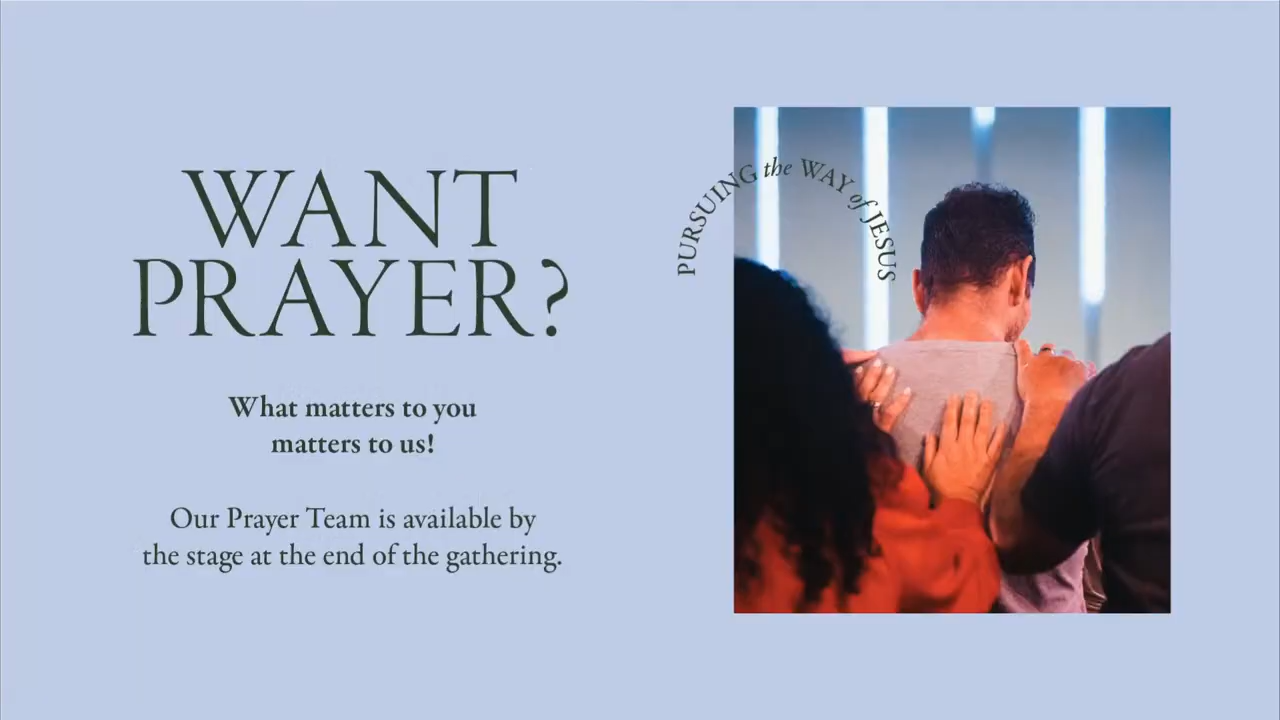 WANT
PRAYER?
What matters to you
matters to us!
Our Prayer Team is available by
the stage at the end of the gathering.
PURSUING the WAY of JESUS